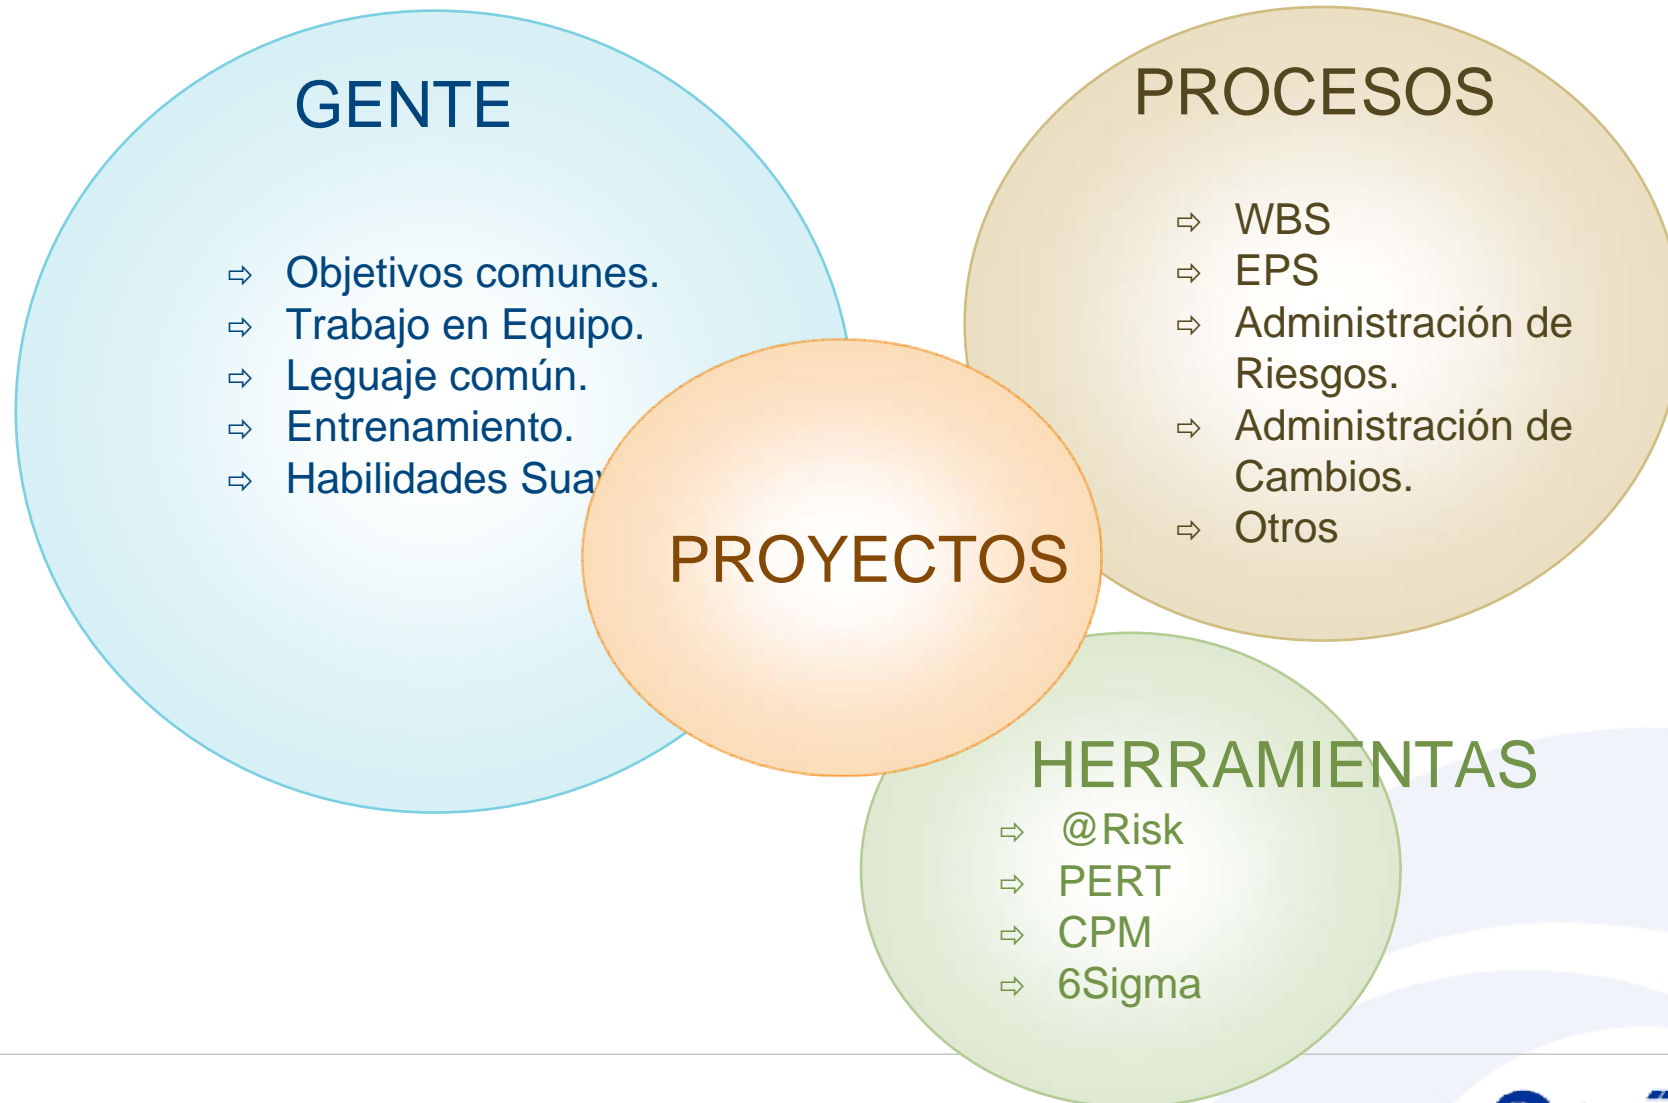 GENTE
⇨ Objetivos comunes.
⇨ Trabajo en Equipo.
⇨ Leguaje común.
⇨ Entrenamiento.
⇨ Habilidades
PROCESOS
⇨ WBS
⇨ EPS
⇨ Administración de
Riesgos.
⇨ Administración de
Cambios.
⇨ Otros
PROYECTOS
HERRAMIENTAS
⇨ @Risk
⇨ PERT
⇨ CPM
⇨ 6Sigma